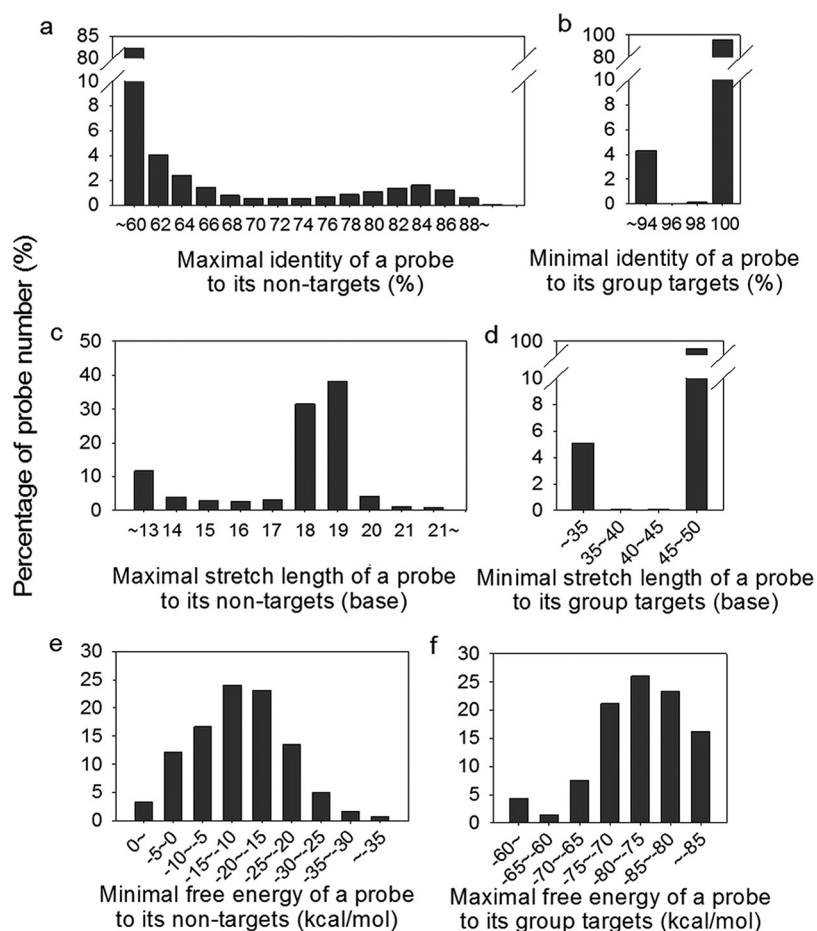 Percentage of probe number (%)
a
85
80
10
8
6
4
2
0
~60 62 64 66 68 70 72 74 76 78 80 82 84 86 88~
Maximal identity of a probe
to its non-targets (%)
b
100
80
10
8
6
4
2
0
~94 96 98 100
Minimal identity of a probe
to its group targets (%)
c
50
40
30
20
10
0
~13 14 15 16 17 18 19 20 21 21~
Maximal stretch length of a probe
to its non-targets (base)
d
100
10
8
6
4
2
0
~35 35~40 40~45 45~50
Minimal stretch length of a probe
to its group targets (base)
e
30
25
20
15
10
5
0
0~ -5~0 -10~-5 -15~-10 -20~-15 -25~-20 -30~-25 -35~-30 ~-35
Minimal free energy of a probe
to its non-targets (kcal/mol)
f
30
25
20
15
10
5
0
-60~ -65~-60 -70~-65 -75~-70 -80~-75 -85~-80 ~-85
Maximal free energy of a probe
to its group targets (kcal/mol)